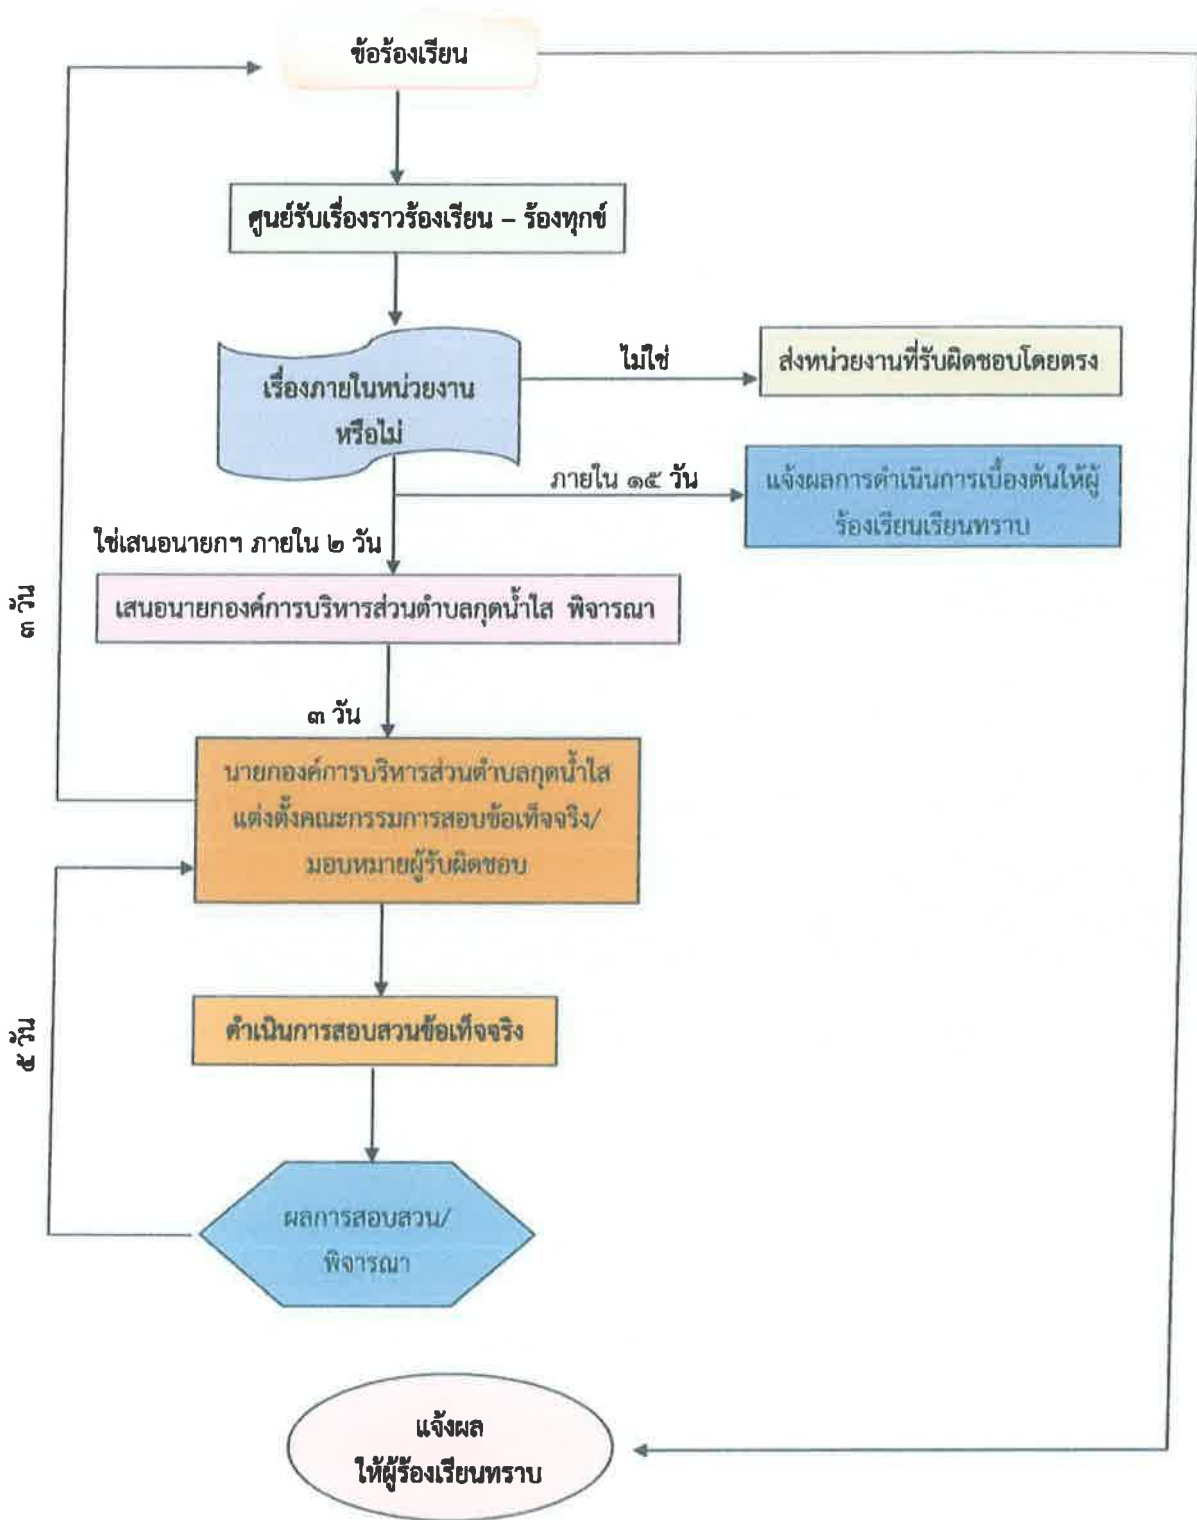 ข้อร้องเรียน
ศูนย์รับเรื่องราวร้องเรียน – ร้องทุกข์
เรื่องภายในหน่วยงาน
หรือไม่
ไม่ใช่
ส่งหน่วยงานที่รับผิดชอบโดยตรง
ภายใน ๑๕ วัน
แจ้งผลการดำเนินการเบื้องต้นให้ผู้
ร้องเรียนเรียนทราบ
ใช่เสนอนายกฯ ภายใน ๒ วัน
เสนอนายกองค์การบริหารส่วนตำบลกุดน้ำใส พิจารณา
๓ วัน
๓ วัน
นายกองค์การบริหารส่วนตำบลกุดน้ำใส
แต่งตั้งคณะกรรมการสอบข้อเท็จจริง/
มอบหมายผู้รับผิดชอบ
ดำเนินการสอบสวนข้อเท็จจริง
๕ วัน
ผลการสอบสวน/
พิจารณา
แจ้งผล
ให้ผู้ร้องเรียนทราบ